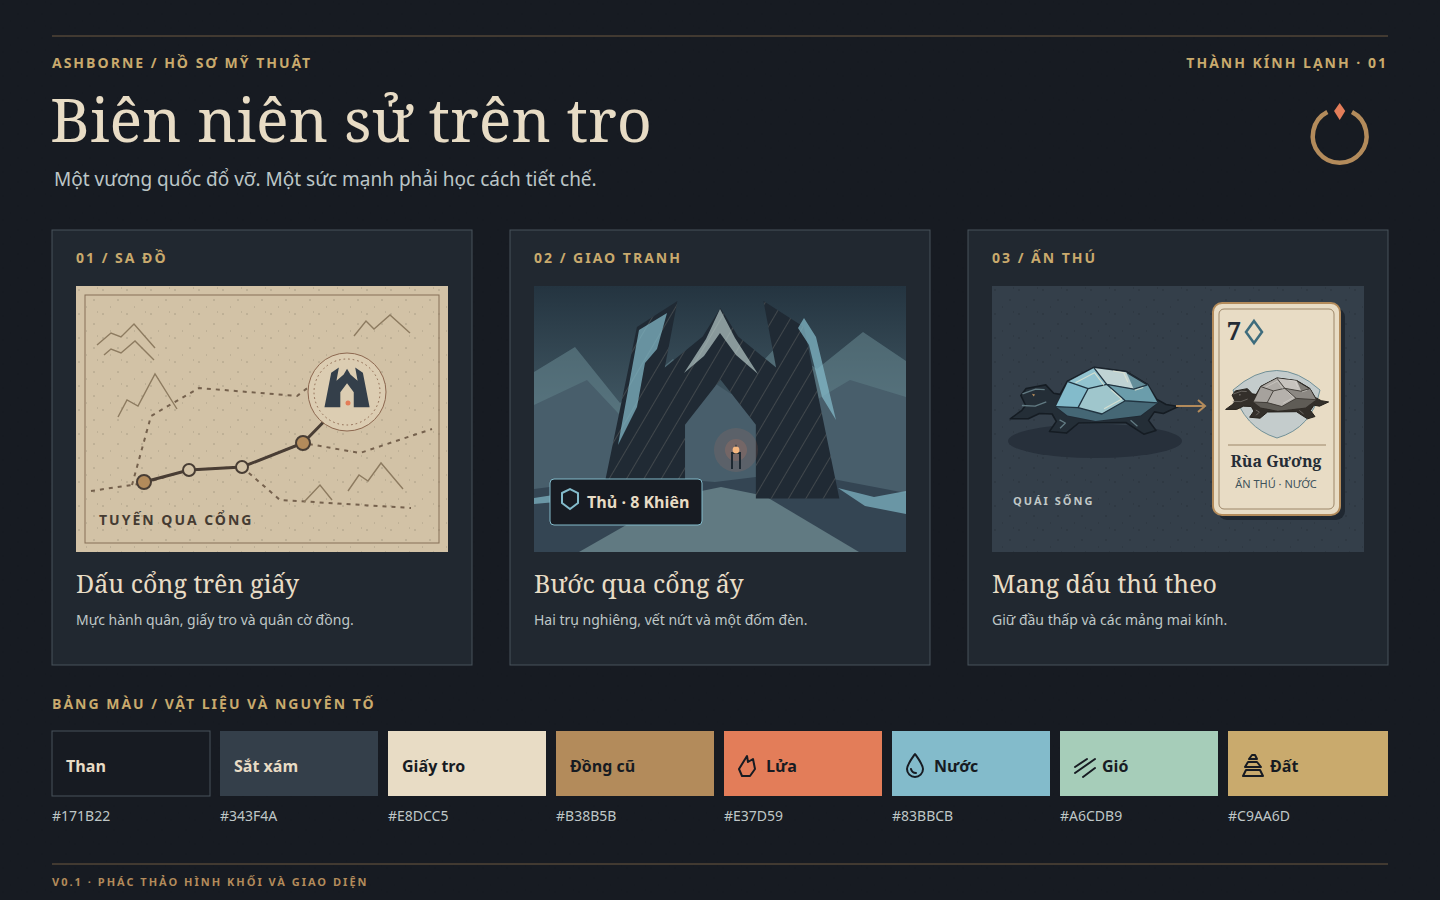 ASHBORNE / HỒ SƠ MỸ THUẬT
THÀNH KÍNH LẠNH · 01
Biên niên sử trên tro
Một vương quốc đổ vỡ. Một sức mạnh phải học cách tiết chế.
01 / SA ĐỒ
TUYẾN QUA CỔNG
Dấu cổng trên giấy
Mực hành quân, giấy tro và quân cờ đồng.
02 / GIAO TRANH
Thủ · 8 Khiên
Bước qua cổng ấy
Hai trụ nghiêng, vết nứt và một đốm đèn.
03 / ẤN THÚ
7
Rùa Gương
ẤN THÚ · NƯỚC
QUÁI SỐNG
Mang dấu thú theo
Giữ đầu thấp và các mảng mai kính.
BẢNG MÀU / VẬT LIỆU VÀ NGUYÊN TỐ
Than
Sắt xám
Giấy tro
Đồng cũ
Lửa
Nước
Gió
Đất
#171B22
#343F4A
#E8DCC5
#B38B5B
#E37D59
#83BBCB
#A6CDB9
#C9AA6D
V0.1 · PHÁC THẢO HÌNH KHỐI VÀ GIAO DIỆN